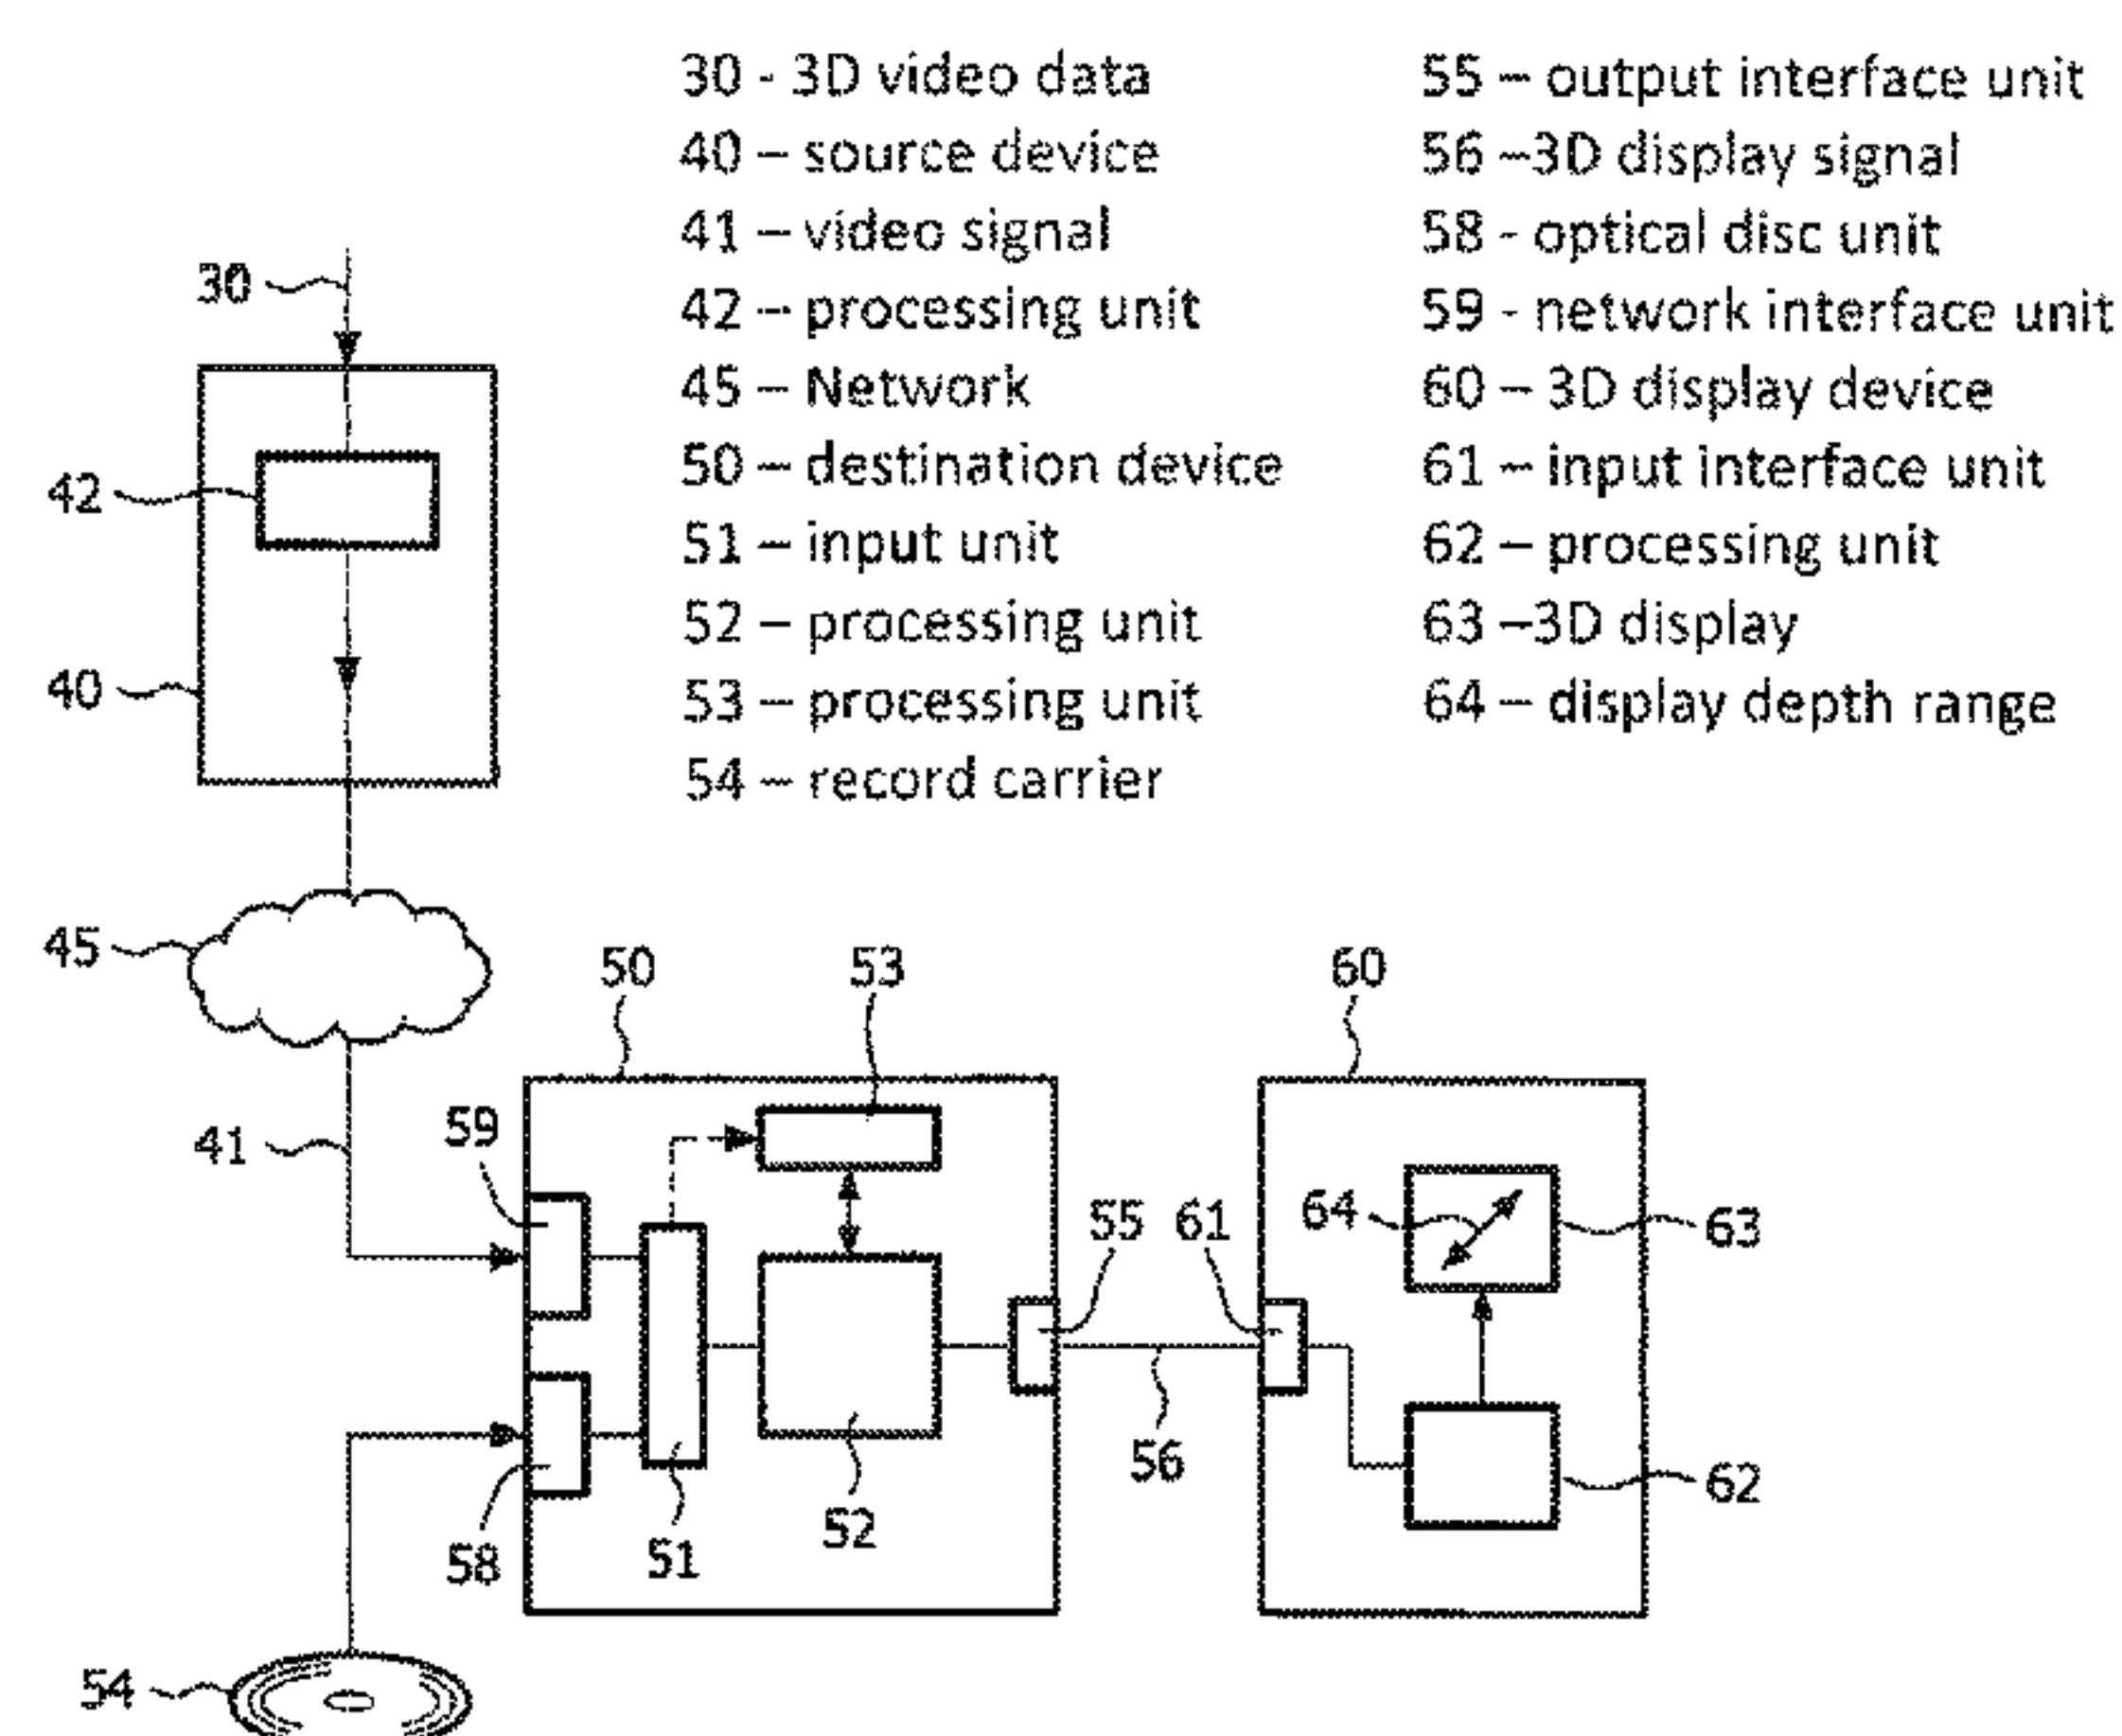 30 - 3D video data
40 – source device
41 – video signal
42 – processing unit
45 – Network
50 – destination device
51 – input unit
52 – processing unit
53 – processing unit
54 – record carrier
55 – output interface unit
56 –3D display signal
58 - optical disc unit
59 - network interface unit
60 – 3D display device
61 – input interface unit
62 – processing unit
63 –3D display
64 – display depth range
30
42
40
45
50
53
60
41
59
55
61
64
63
56
62
58
51
52
54